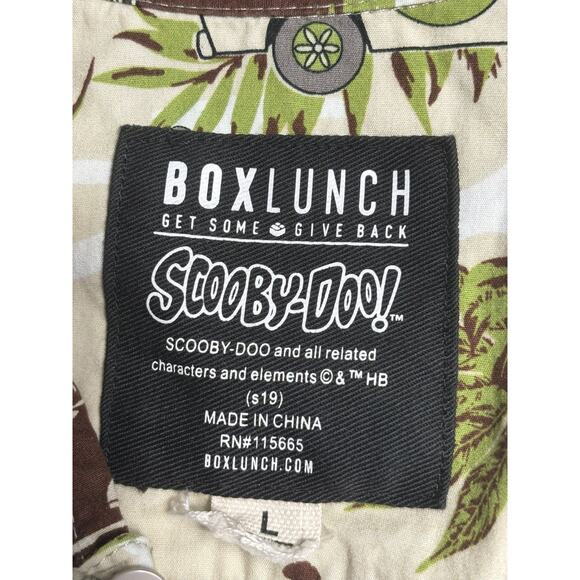 BOXLUNCH
GET SOME GIVE BACK
SCOOBY-DOO!™
SCOOBY-DOO and all related
characters and elements © & ™ HB
(s19)
MADE IN CHINA
RN#115665
BOXLUNCH.COM
L